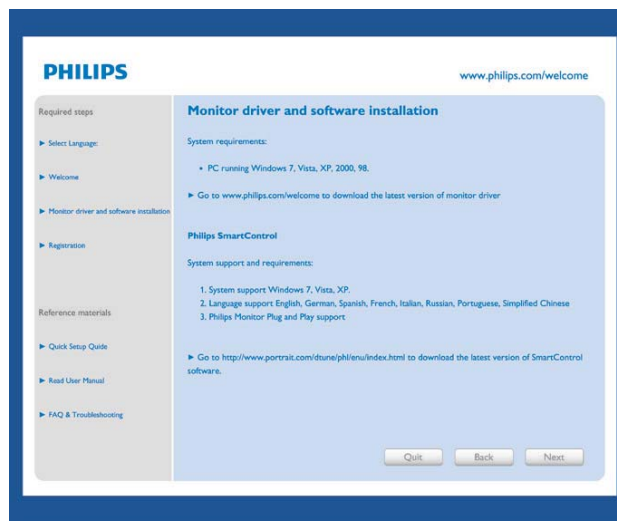 PHILIPS
www.philips.com/welcome
Required steps
► Select Language:
► Welcome
► Monitor driver and software installation
► Registration
Reference materials
► Quick Setup Quide
► Read User Manual
► FAQ & Troubleshooting
Monitor driver and software installation
System requirements:
• PC running Windows 7, Vista, XP, 2000, 98.
► Go to www.philips.com/welcome to download the latest version of monitor driver
Philips SmartControl
System support and requirements:
1. System support Windows 7, Vista, XP.
2. Language support English, German, Spanish, French, Italian, Russian, Portuguese, Simplified Chinese
3. Philips Monitor Plug and Play support
► Go to http://www.portrait.com/dtune/phl/enu/index.html to download the latest version of SmartControl
software.
Quit
Back
Next